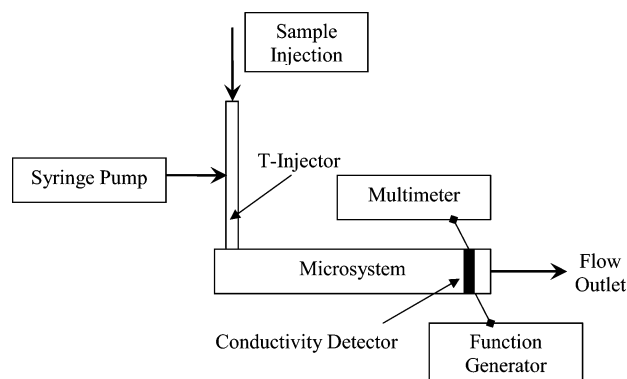 Sample
Injection
T-Injector
Syringe Pump
Multimeter
Microsystem
Flow
Outlet
Conductivity Detector
Function
Generator